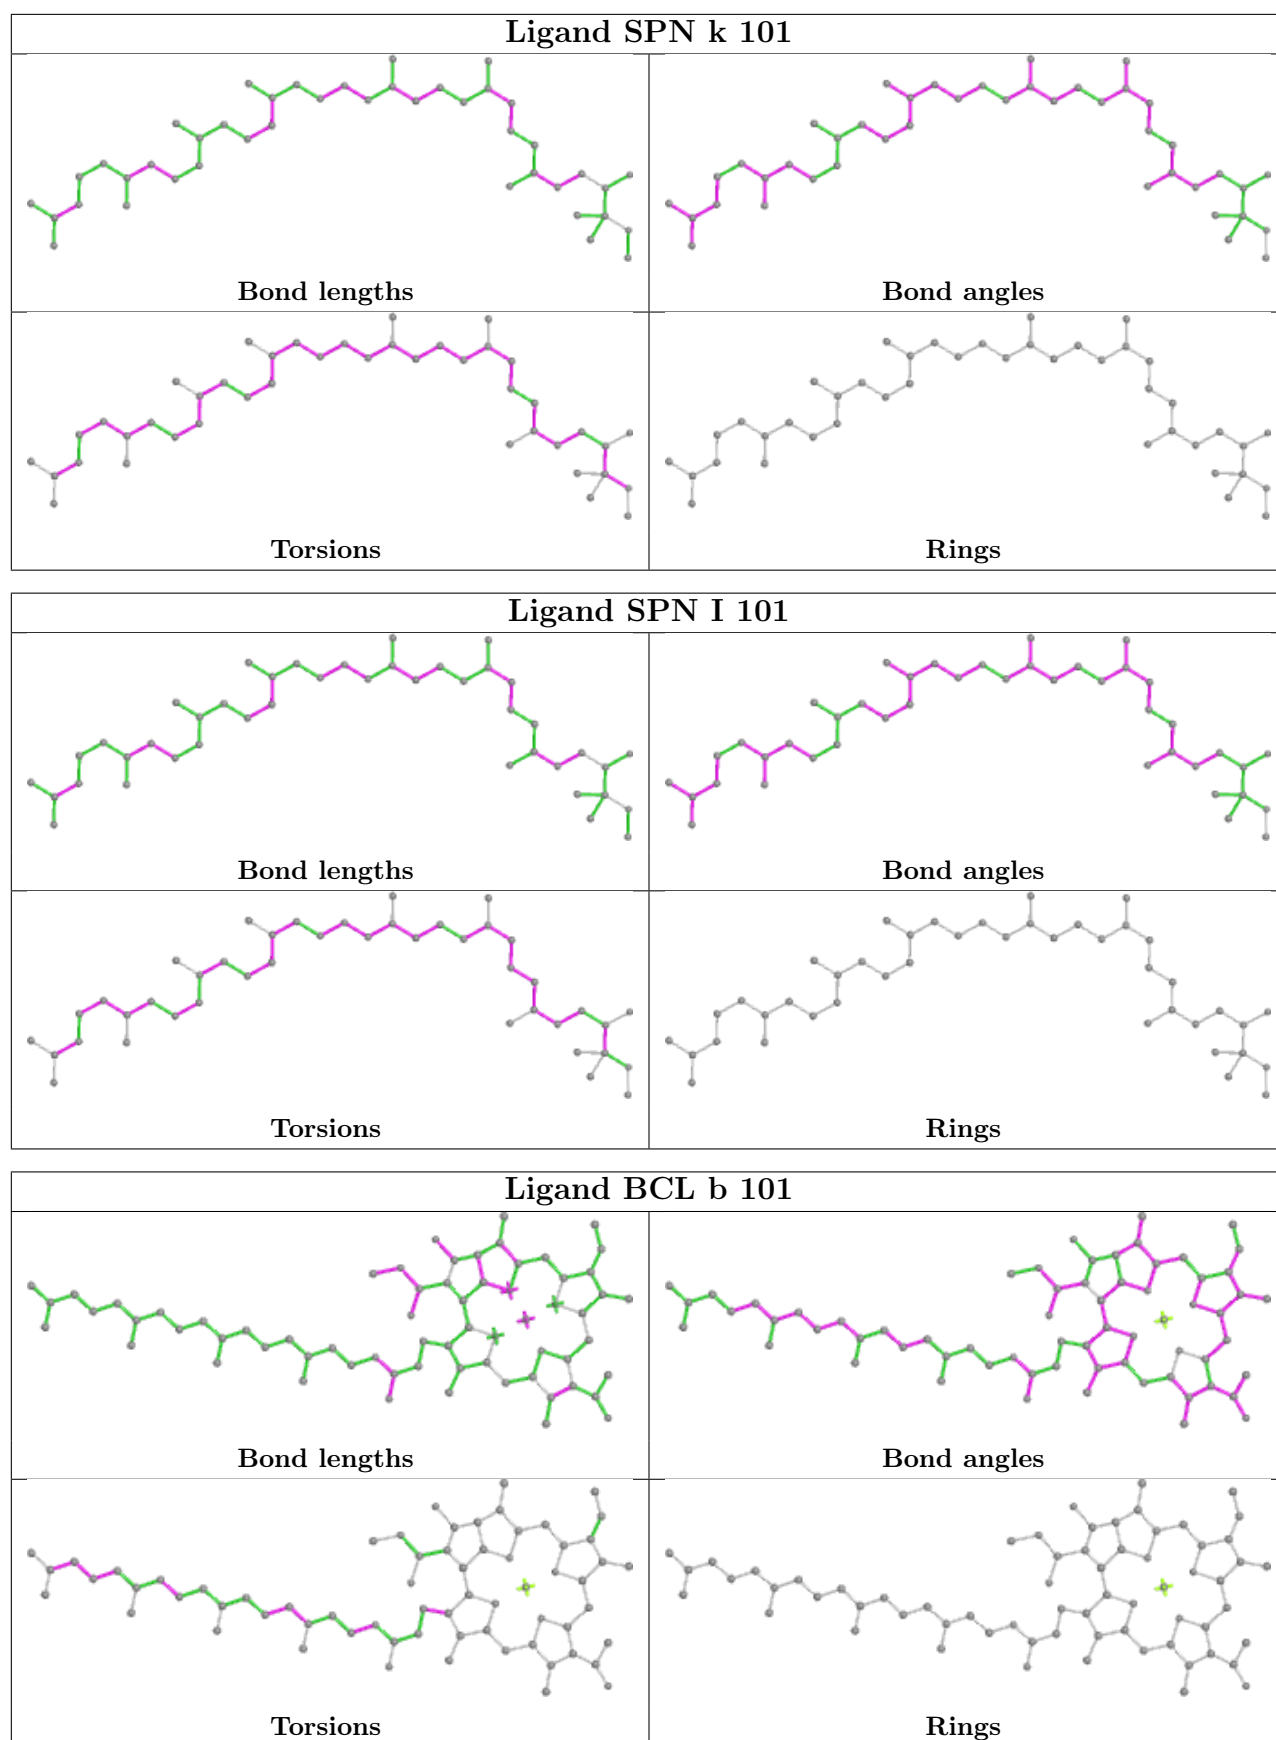 Ligand SPN k 101
Bond lengths
Bond angles
Torsions
Rings
Ligand SPN I 101
Bond lengths
Bond angles
Torsions
Rings
Ligand BCL b 101
Bond lengths
Bond angles
Torsions
Rings